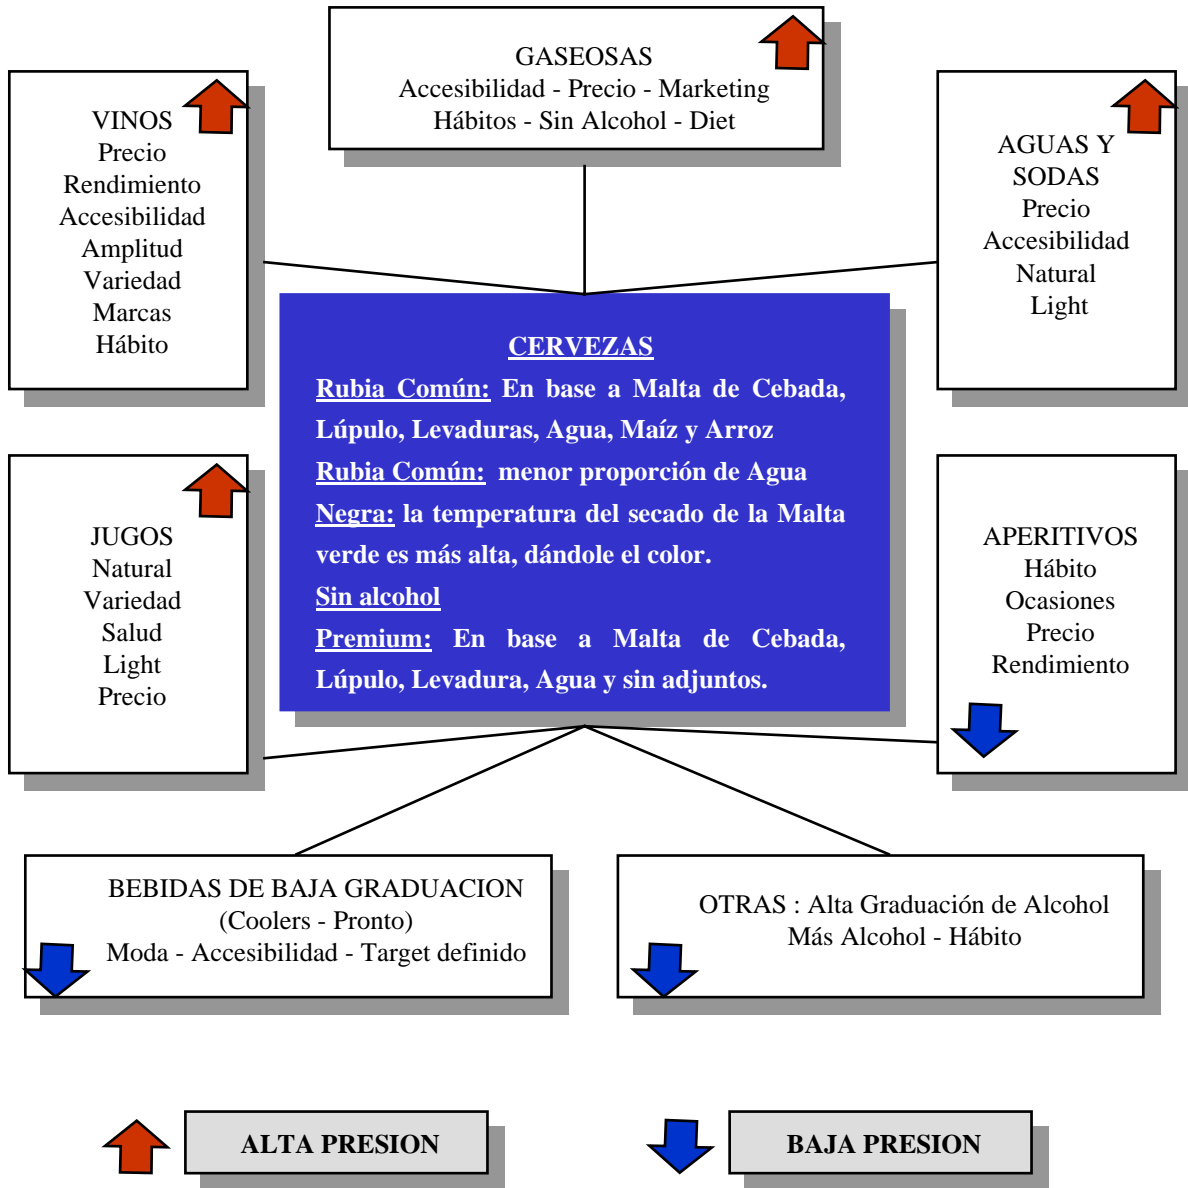 GASEOSAS
Accesibilidad - Precio - Marketing
Hábitos - Sin Alcohol - Diet
VINOS
Precio
Rendimiento
Accesibilidad
Amplitud
Variedad
Marcas
Hábito
AGUAS Y
SODAS
Precio
Accesibilidad
Natural
Light
CERVEZAS
Rubia Común: En base a Malta de Cebada,
Lúpulo, Levaduras, Agua, Maíz y Arroz
Rubia Común: menor proporción de Agua
Negra: la temperatura del secado de la Malta
verde es más alta, dándole el color.
Sin alcohol
Premium: En base a Malta de Cebada,
Lúpulo, Levadura, Agua y sin adjuntos.
JUGOS
Natural
Variedad
Salud
Light
Precio
APERITIVOS
Hábito
Ocasiones
Precio
Rendimiento
BEBIDAS DE BAJA GRADUACION
(Coolers - Pronto)
Moda - Accesibilidad - Target definido
OTRAS : Alta Graduación de Alcohol
Más Alcohol - Hábito
ALTA PRESION
BAJA PRESION